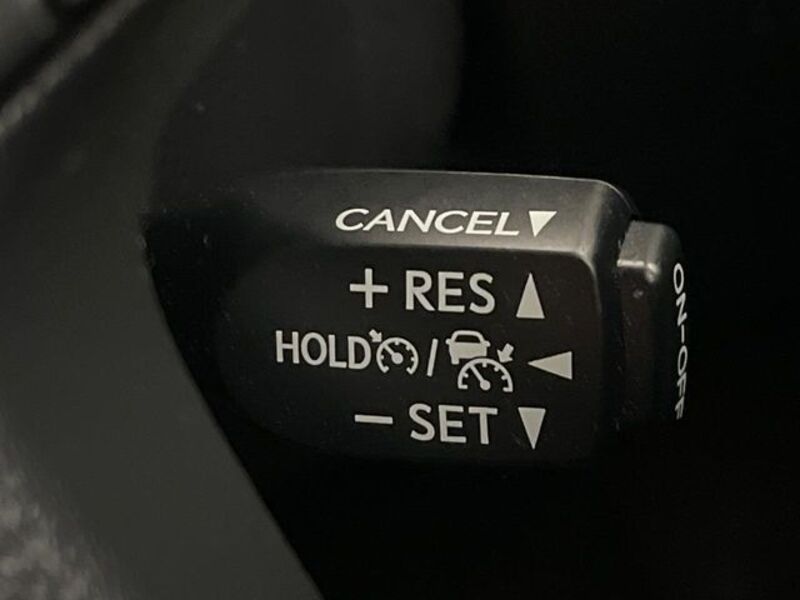 CANCEL▼
+ RES ▲
HOLD / ◀
- SET ▼
ON-OFF